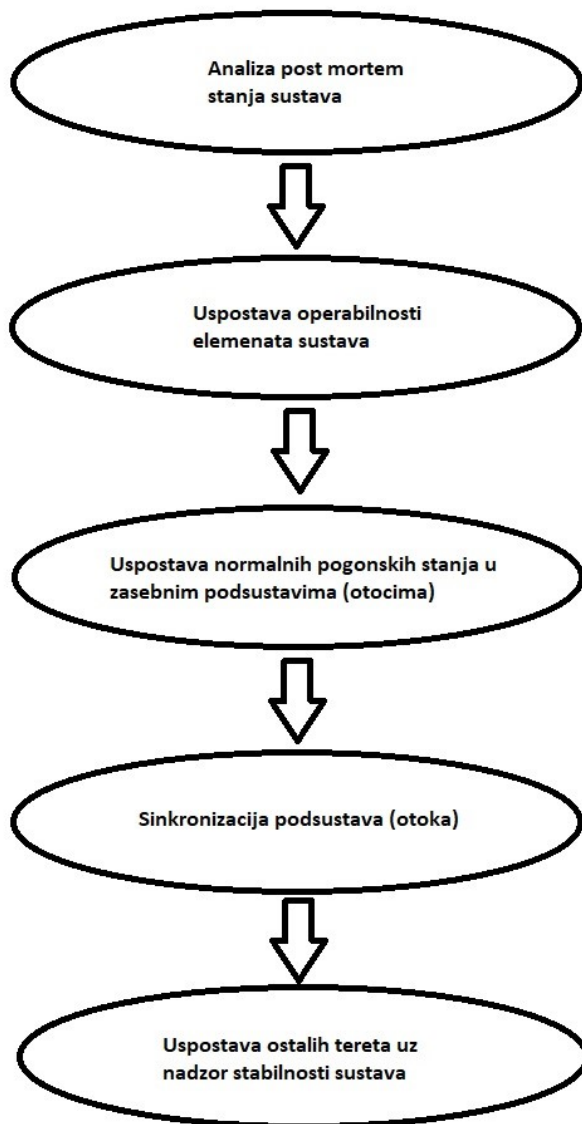 Analiza post mortem
stanja sustava
Uspostava operabilnosti
elemenata sustava
Uspostava normalnih pogonskih stanja u
zasebnim podsustavima (otocima)
Sinkronizacija podsustava (otoka)
Uspostava ostalih tereta uz
nadzor stabilnosti sustava